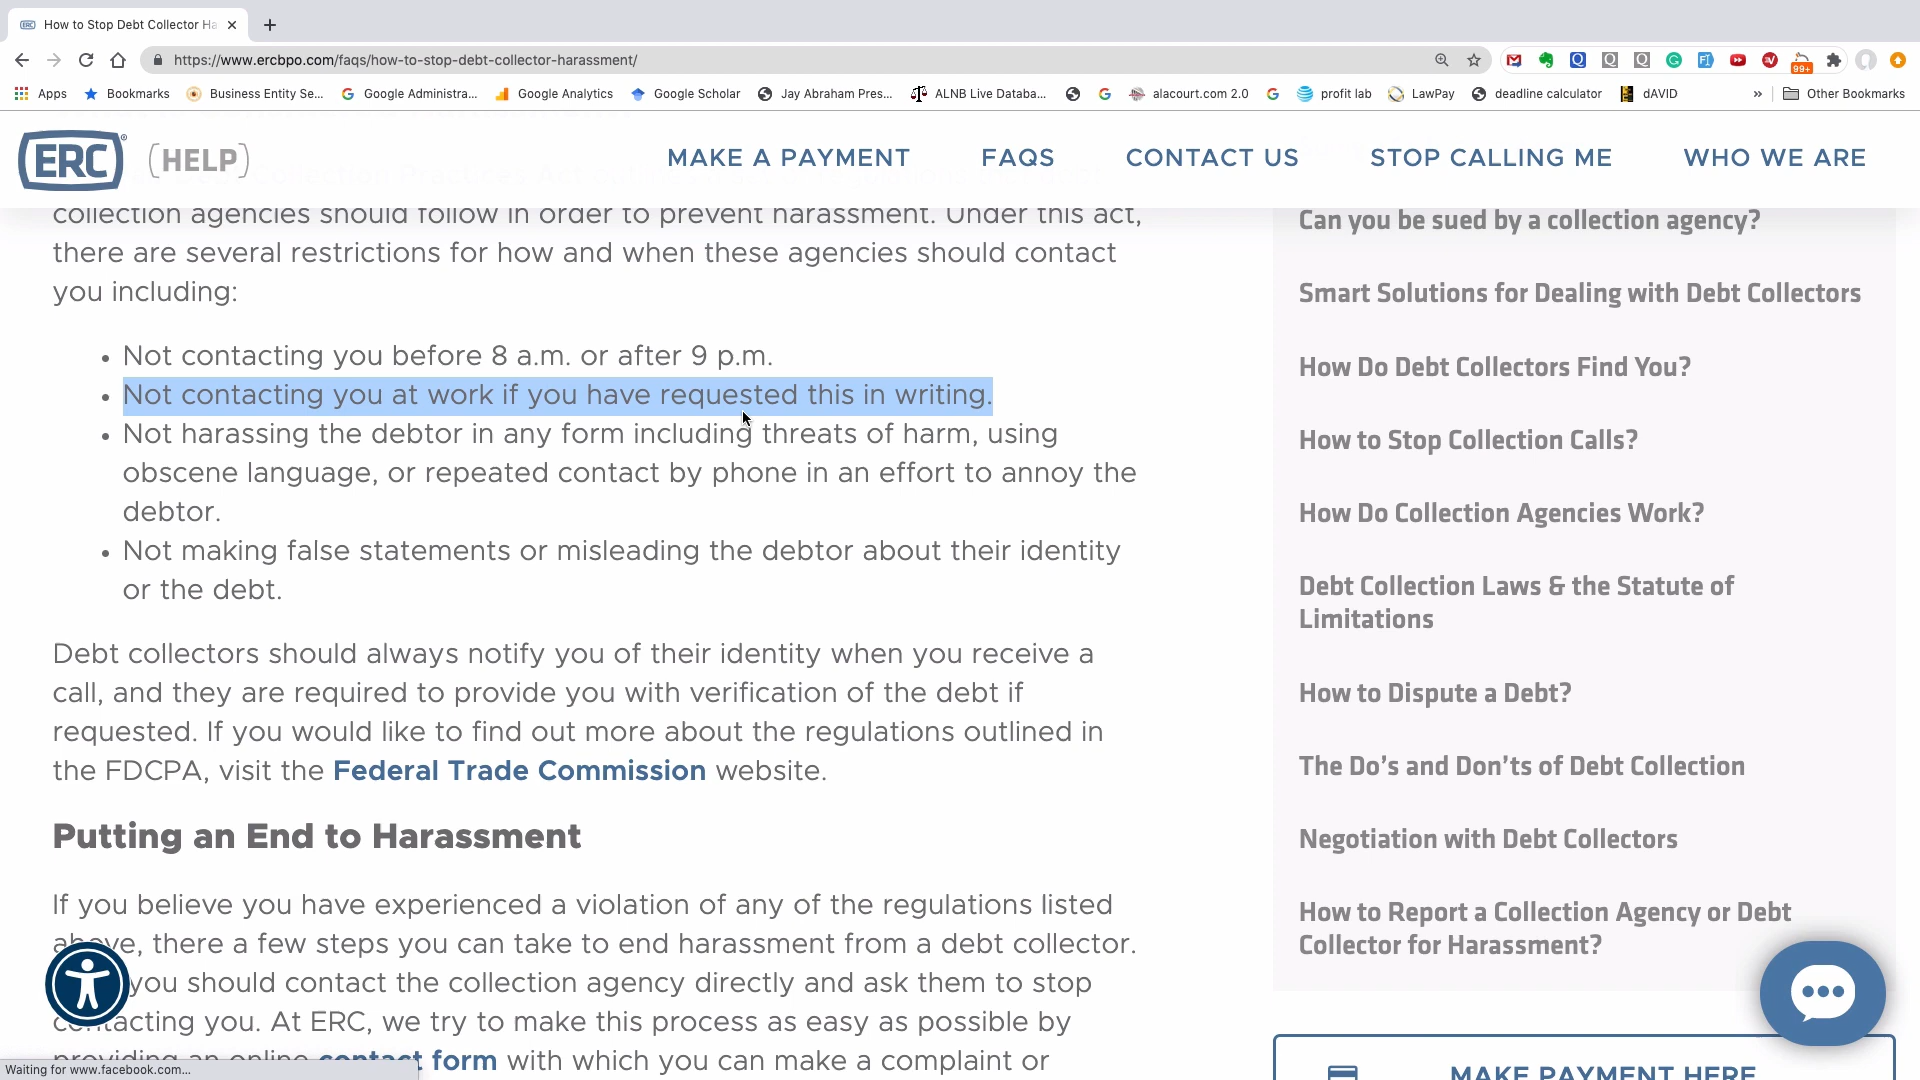 How to Stop Debt Collector Ha
https://www.ercbpo.com/faqs/how-to-stop-debt-collector-harassment/
99+
Apps
Bookmarks
Business Entity Se...
Google Administra...
Google Analytics
Google Scholar
Jay Abraham Pres...
ALNB Live Databa...
alacourt.com 2.0
profit lab
LawPay
deadline calculator
dAVID
»
Other Bookmarks
ERC (HELP)
MAKE A PAYMENT
FAQS
CONTACT US
STOP CALLING ME
WHO WE ARE
collection agencies should follow in order to prevent harassment. Under this act,
there are several restrictions for how and when these agencies should contact
you including:
• Not contacting you before 8 a.m. or after 9 p.m.
• Not contacting you at work if you have requested this in writing.
• Not harassing the debtor in any form including threats of harm, using
obscene language, or repeated contact by phone in an effort to annoy the
debtor.
• Not making false statements or misleading the debtor about their identity
or the debt.
Debt collectors should always notify you of their identity when you receive a
call, and they are required to provide you with verification of the debt if
requested. If you would like to find out more about the regulations outlined in
the FDCPA, visit the Federal Trade Commission website.
Putting an End to Harassment
If you believe you have experienced a violation of any of the regulations listed
above, there a few steps you can take to end harassment from a debt collector.
you should contact the collection agency directly and ask them to stop
contacting you. At ERC, we try to make this process as easy as possible by
providing an online contact form with which you can make a complaint or
Can you be sued by a collection agency?
Smart Solutions for Dealing with Debt Collectors
How Do Debt Collectors Find You?
How to Stop Collection Calls?
How Do Collection Agencies Work?
Debt Collection Laws & the Statute of
Limitations
How to Dispute a Debt?
The Do's and Don'ts of Debt Collection
Negotiation with Debt Collectors
How to Report a Collection Agency or Debt
Collector for Harassment?
MAKE PAYMENT HERE
Waiting for www.facebook.com...